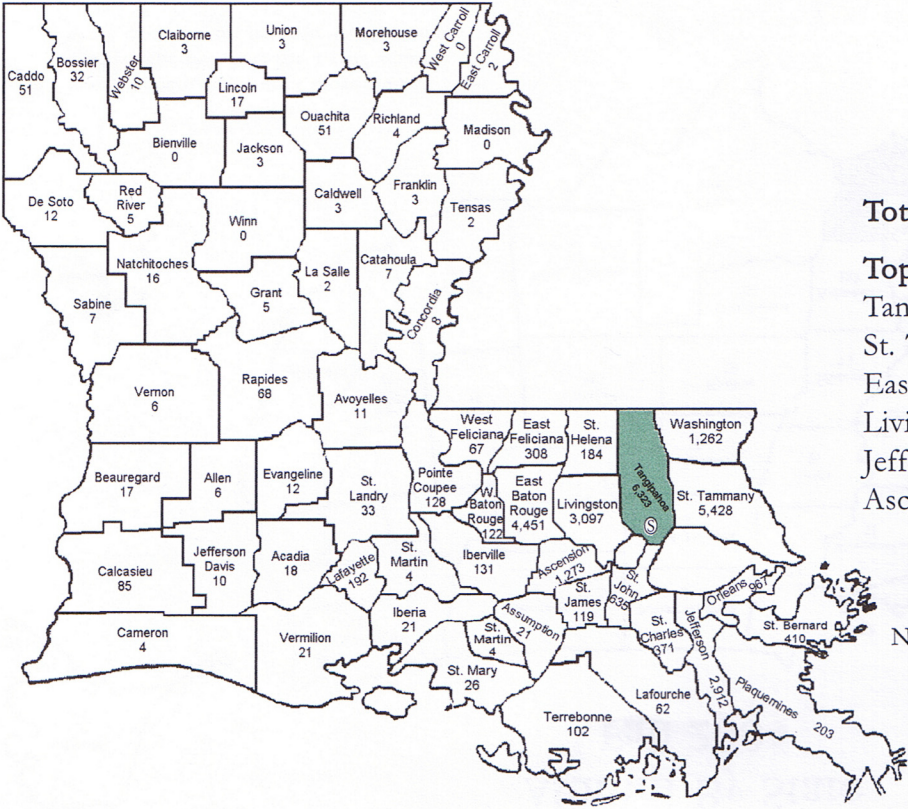 Caddo
51
Bossier
32
Webster
10
Claiborne
3
Union
3
Morehouse
3
West Carroll
0
East Carroll
2
Lincoln
17
Ouachita
51
Richland
4
Madison
0
Bienville
0
Jackson
3
De Soto
12
Red
River
5
Winn
0
Caldwell
3
Franklin
3
Tensas
2
Natchitoches
16
Sabine
7
Grant
5
La Salle
2
Catahoula
7
Concordia
8
Vernon
6
Rapides
68
Avoyelles
11
Beauregard
17
Allen
6
Evangeline
12
St.
Landry
33
Pointe
Coupee
128
West
Feliciana
67
East
Feliciana
308
St.
Helena
184
Tangipahoa
6,323
S
Washington
1,262
W.
Baton
Rouge
122
East
Baton
Rouge
4,451
Livingston
3,097
St. Tammany
5,428
Calcasieu
85
Jefferson
Davis
10
Acadia
18
Lafayette
192
St.
Martin
4
Iberville
131
Ascension
1,273
St.
James
119
St.
John
635
Orleans
967
Cameron
4
Vermilion
21
Iberia
21
St.
Martin
4
Assumption
21
St.
Charles
371
Jefferson
2,912
St. Bernard
410
St. Mary
26
Terrebonne
102
Lafourche
62
Plaquemines
203
Tot
Top
Tan
St. T
Eas
Livi
Jeff
Asc
N